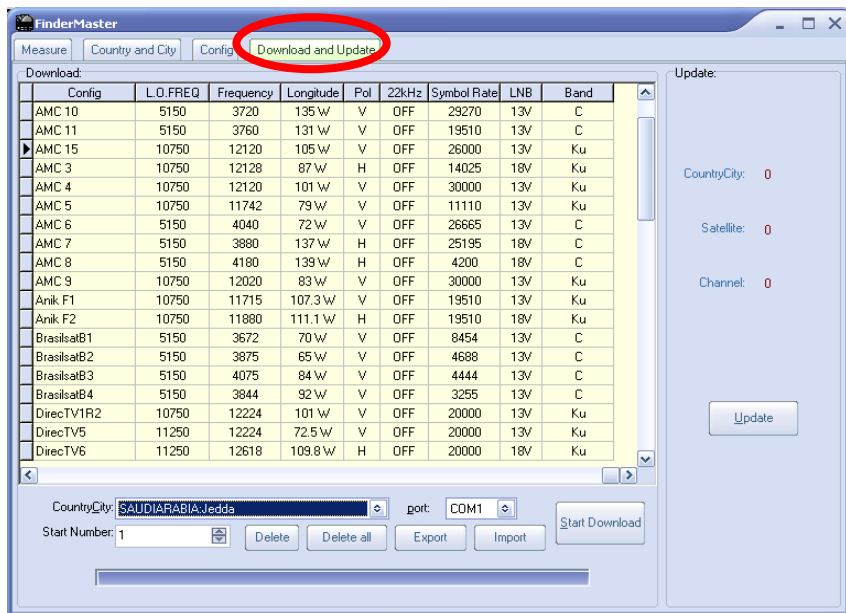 FinderMaster
Measure Country and City Config Download and Update
Download: Update:
Config L.O.FREQ Frequency Longitude Pol 22kHz Symbol Rate LNB Band
AMC 10 5150 3720 135 W V OFF 29270 13V C
AMC 11 5150 3760 131 W V OFF 19510 13V C
AMC 15 10750 12120 105 W V OFF 26000 13V Ku
AMC 3 10750 12128 87 W H OFF 14025 18V Ku
AMC 4 10750 12120 101 W V OFF 30000 13V Ku
AMC 5 10750 11742 79 W V OFF 11110 13V Ku
AMC 6 5150 4040 72 W V OFF 26665 13V C
AMC 7 5150 3880 137 W H OFF 25195 18V C
AMC 8 5150 4180 139 W H OFF 4200 18V C
AMC 9 10750 12020 83 W V OFF 30000 13V Ku
Anik F1 10750 11715 107.3 W V OFF 19510 13V Ku
Anik F2 10750 11880 111.1 W H OFF 19510 18V Ku
BrasilsatB1 5150 3672 70 W V OFF 8454 13V C
BrasilsatB2 5150 3875 65 W V OFF 4688 13V C
BrasilsatB3 5150 4075 84 W V OFF 4444 13V C
BrasilsatB4 5150 3844 92 W V OFF 3255 13V C
DirecTV1R2 10750 12224 101 W V OFF 20000 13V Ku
DirecTV5 11250 12224 72.5 W V OFF 20000 13V Ku
DirecTV6 11250 12618 109.8 W H OFF 20000 18V Ku
CountryCity: 0
Satellite: 0
Channel: 0
Update
CountryCity: SAUDIARABIA:Jedda port: COM1
Start Number: 1 Delete Delete all Export Import Start Download